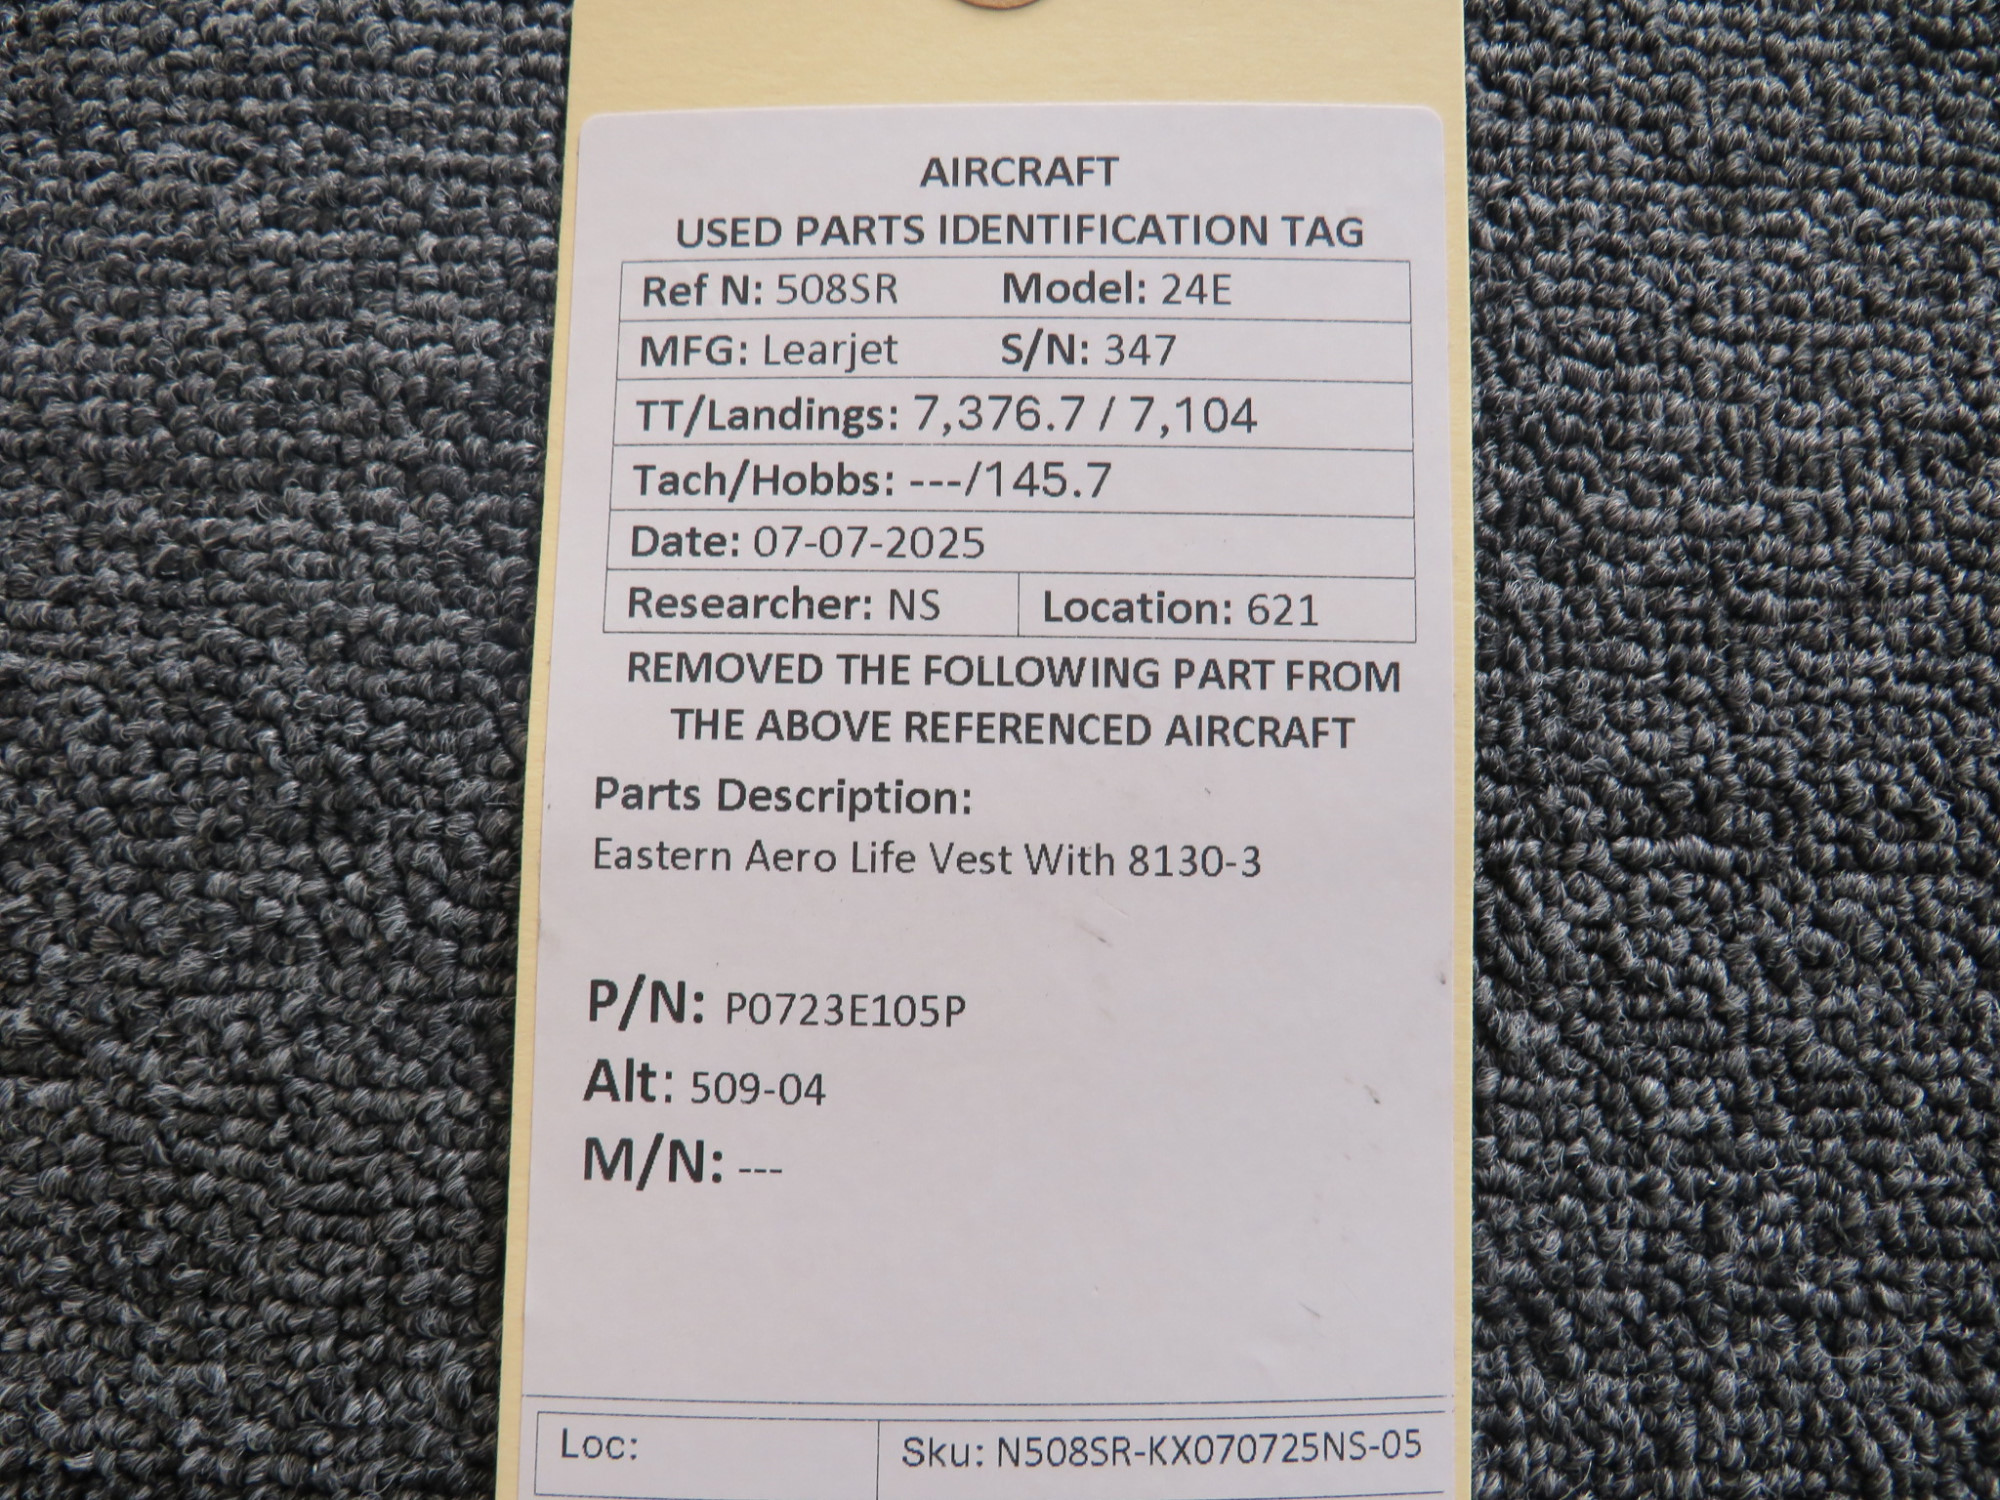 AIRCRAFT
USED PARTS IDENTIFICATION TAG
Ref N: 508SR Model: 24E
MFG: Learjet S/N: 347
TT/Landings: 7,376.7 / 7,104
Tach/Hobbs: ---/145.7
Date: 07-07-2025
Researcher: NS Location: 621
REMOVED THE FOLLOWING PART FROM
THE ABOVE REFERENCED AIRCRAFT
Parts Description:
Eastern Aero Life Vest With 8130-3
P/N: P0723E105P
Alt: 509-04
M/N: ---
Loc: Sku: N508SR-KX070725NS-05